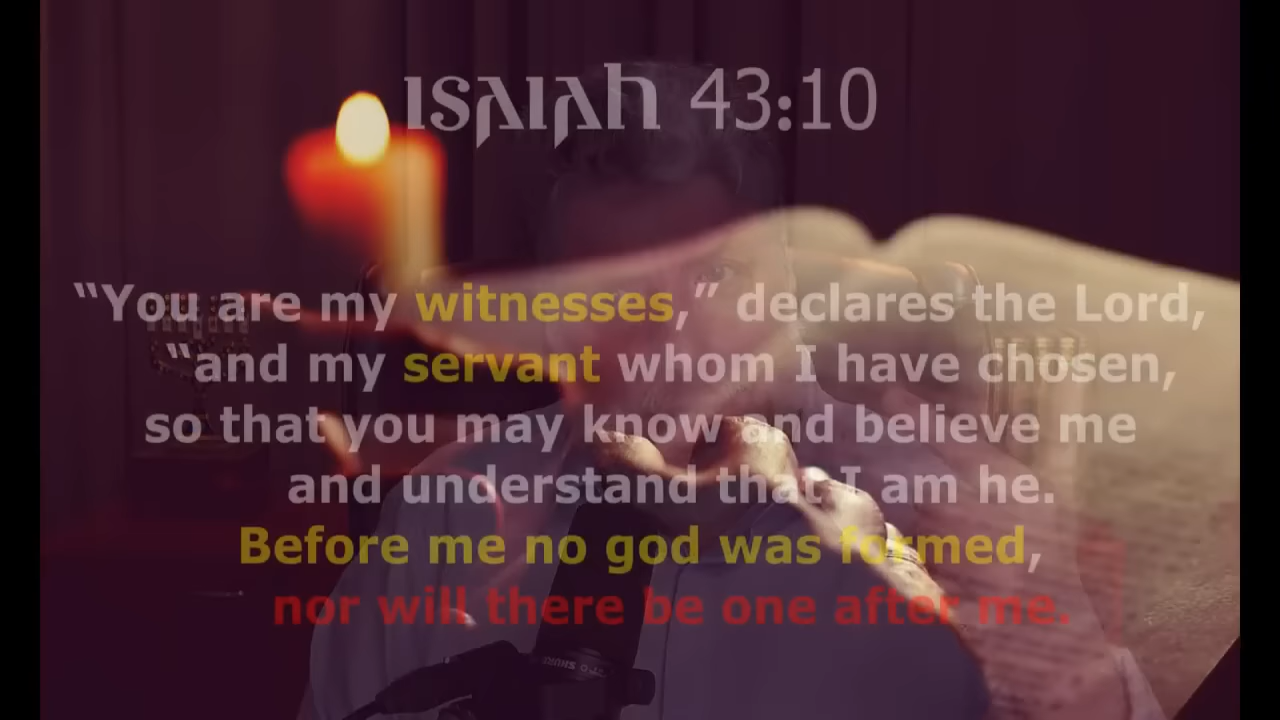 ISAIAH 43:10
“You are my witnesses,” declares the Lord,
“and my servant whom I have chosen,
so that you may know and believe me
and understand that I am he.
Before me no god was formed,
nor will there be one after me.
SHURE